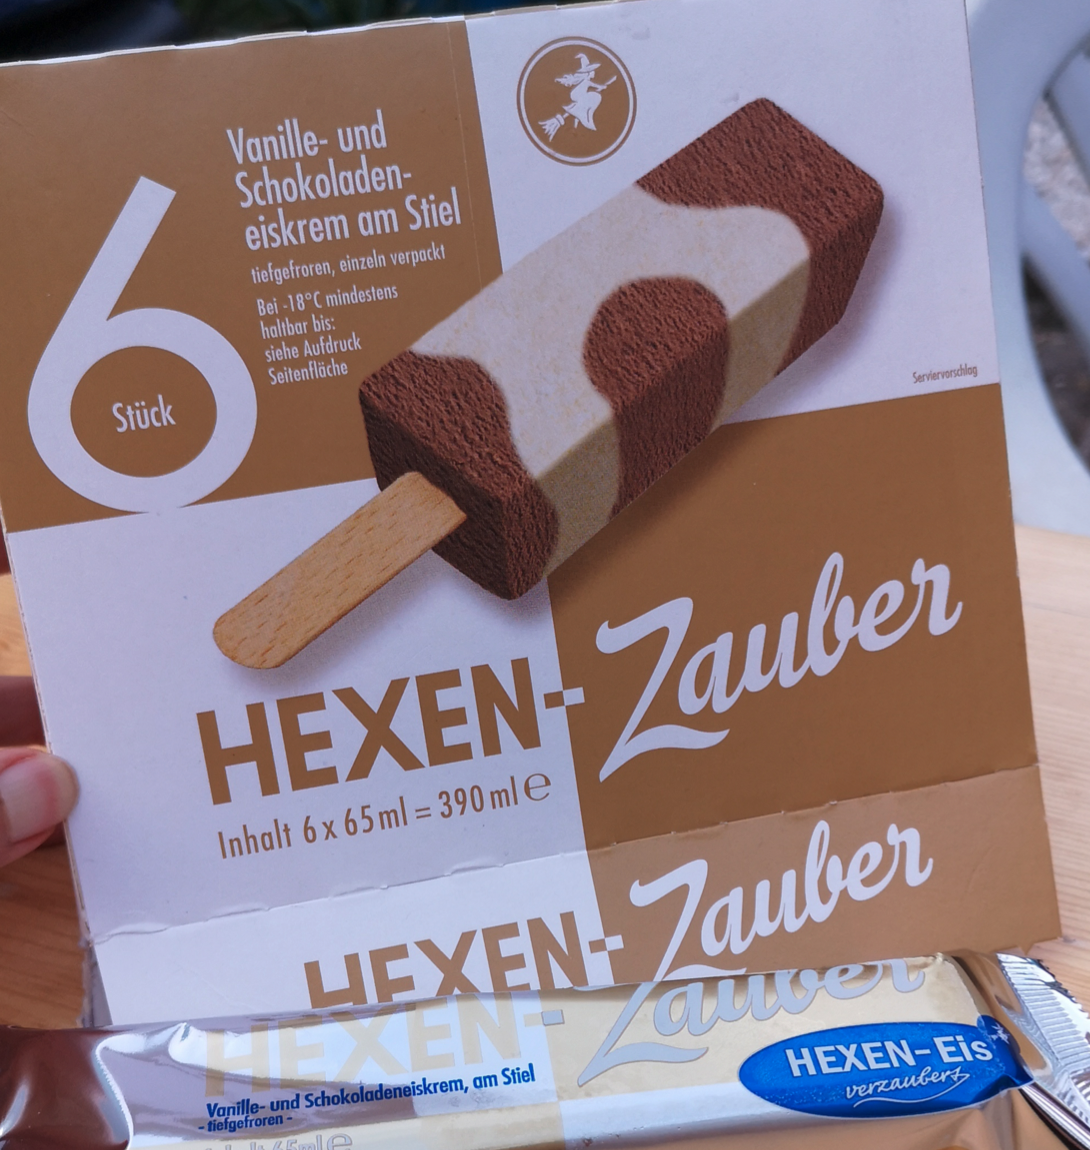 6
Stück
Vanille- und
Schokoladen-
eiskrem am Stiel
tiefgefroren, einzeln verpackt
Bei -18°C mindestens
haltbar bis:
siehe Aufdruck
Seitenfläche
Serviervorschlag
HEXEN-Zauber
Inhalt 6 x 65 ml = 390 ml ℮
HEXEN-Zauber
HEXEN-Zauber
HEXEN-Eis
verzaubert
Vanille- und Schokoladeneiskrem, am Stiel
- tiefgefroren -
Inhalt 65ml ℮